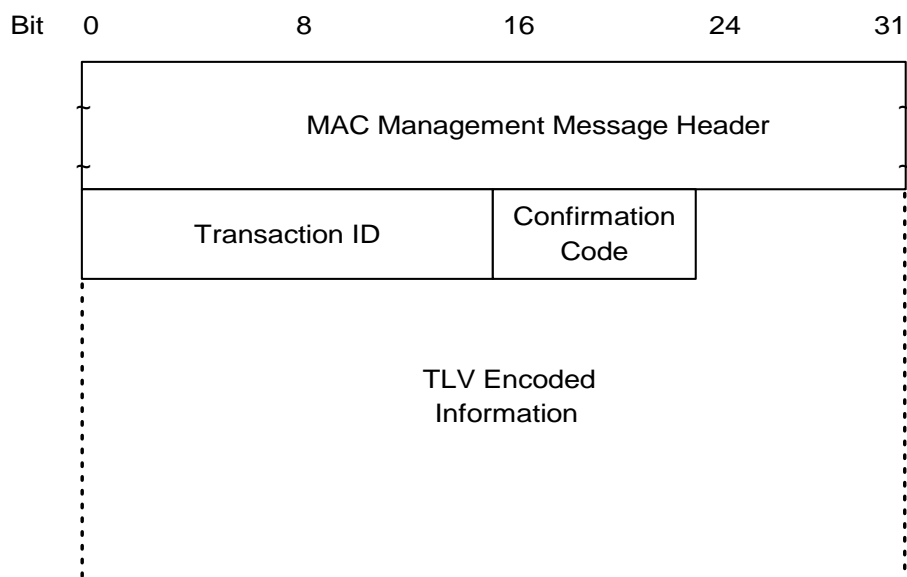 Bit 0 8 16 24 31
MAC Management Message Header
Transaction ID
Confirmation
Code
TLV Encoded
Information